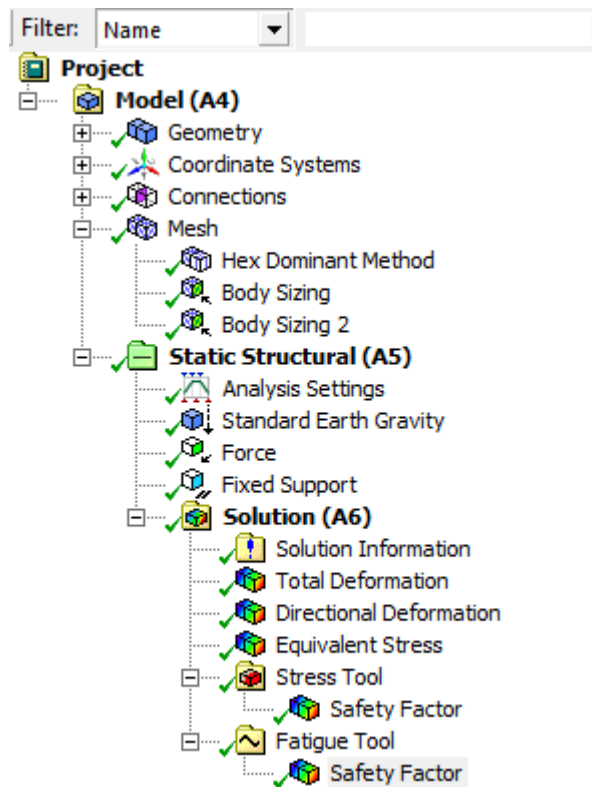 Filter: Name
Project
Model (A4)
Geometry
Coordinate Systems
Connections
Mesh
Hex Dominant Method
Body Sizing
Body Sizing 2
Static Structural (A5)
Analysis Settings
Standard Earth Gravity
Force
Fixed Support
Solution (A6)
Solution Information
Total Deformation
Directional Deformation
Equivalent Stress
Stress Tool
Safety Factor
Fatigue Tool
Safety Factor